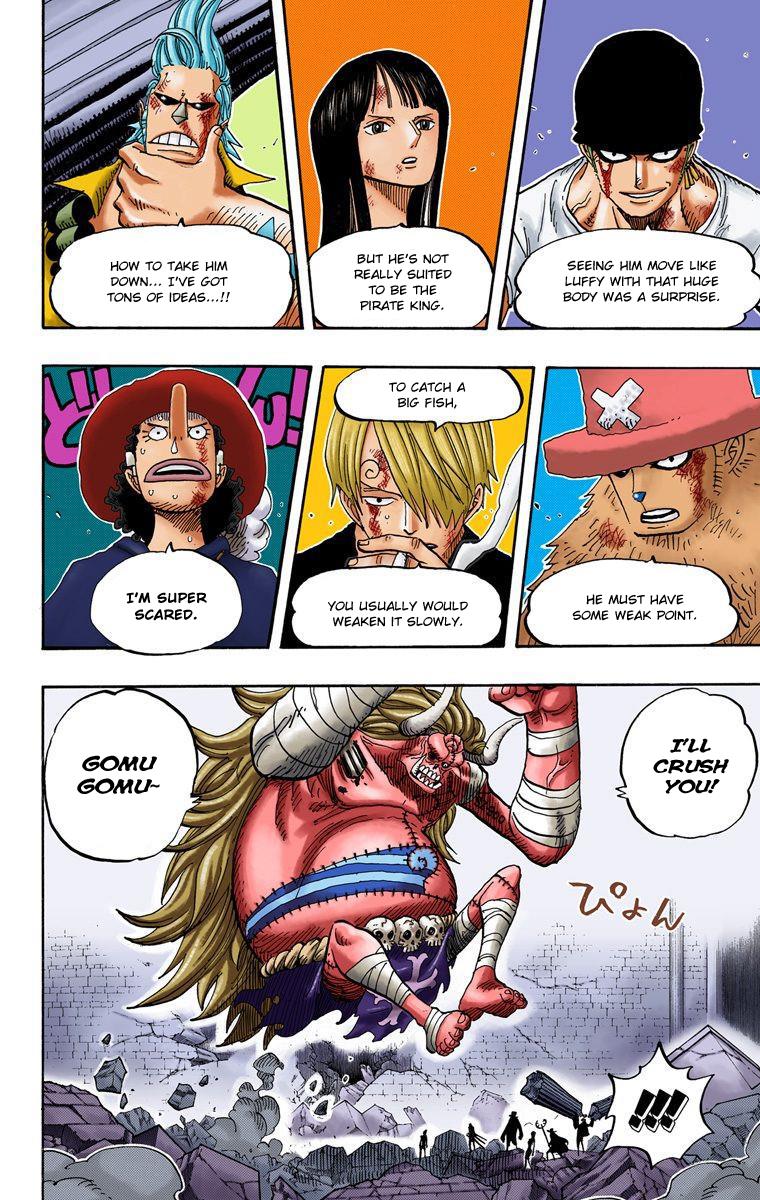 SEEING HIM MOVE LIKE
LUFFY WITH THAT HUGE
BODY WAS A SURPRISE.
BUT HE'S NOT
REALLY SUITED
TO BE THE
PIRATE KING.
HOW TO TAKE HIM
DOWN... I'VE GOT
TONS OF IDEAS...!!
HE MUST HAVE
SOME WEAK POINT.
TO CATCH A
BIG FISH,
YOU USUALLY WOULD
WEAKEN IT SLOWLY.
ど ん!
I'M SUPER
SCARED.
I'LL
CRUSH
YOU!
GOMU
GOMU~
ぴょん
!!!!